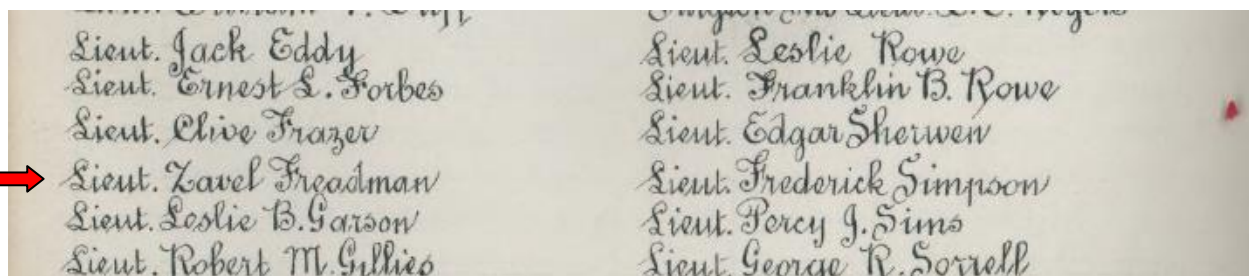 Lieut. Jack Eddy
Lieut. Ernest L. Forbes
Lieut. Clive Frazer
Lieut. Zavel Freadman
Lieut. Leslie B. Garson
Lieut. Robert M. Gillies
Lieut. Leslie Rowe
Lieut. Franklin B. Rowe
Lieut. Edgar Sherwen
Lieut. Frederick Simpson
Lieut. Percy J. Sims
Lieut. George R. Sorrell